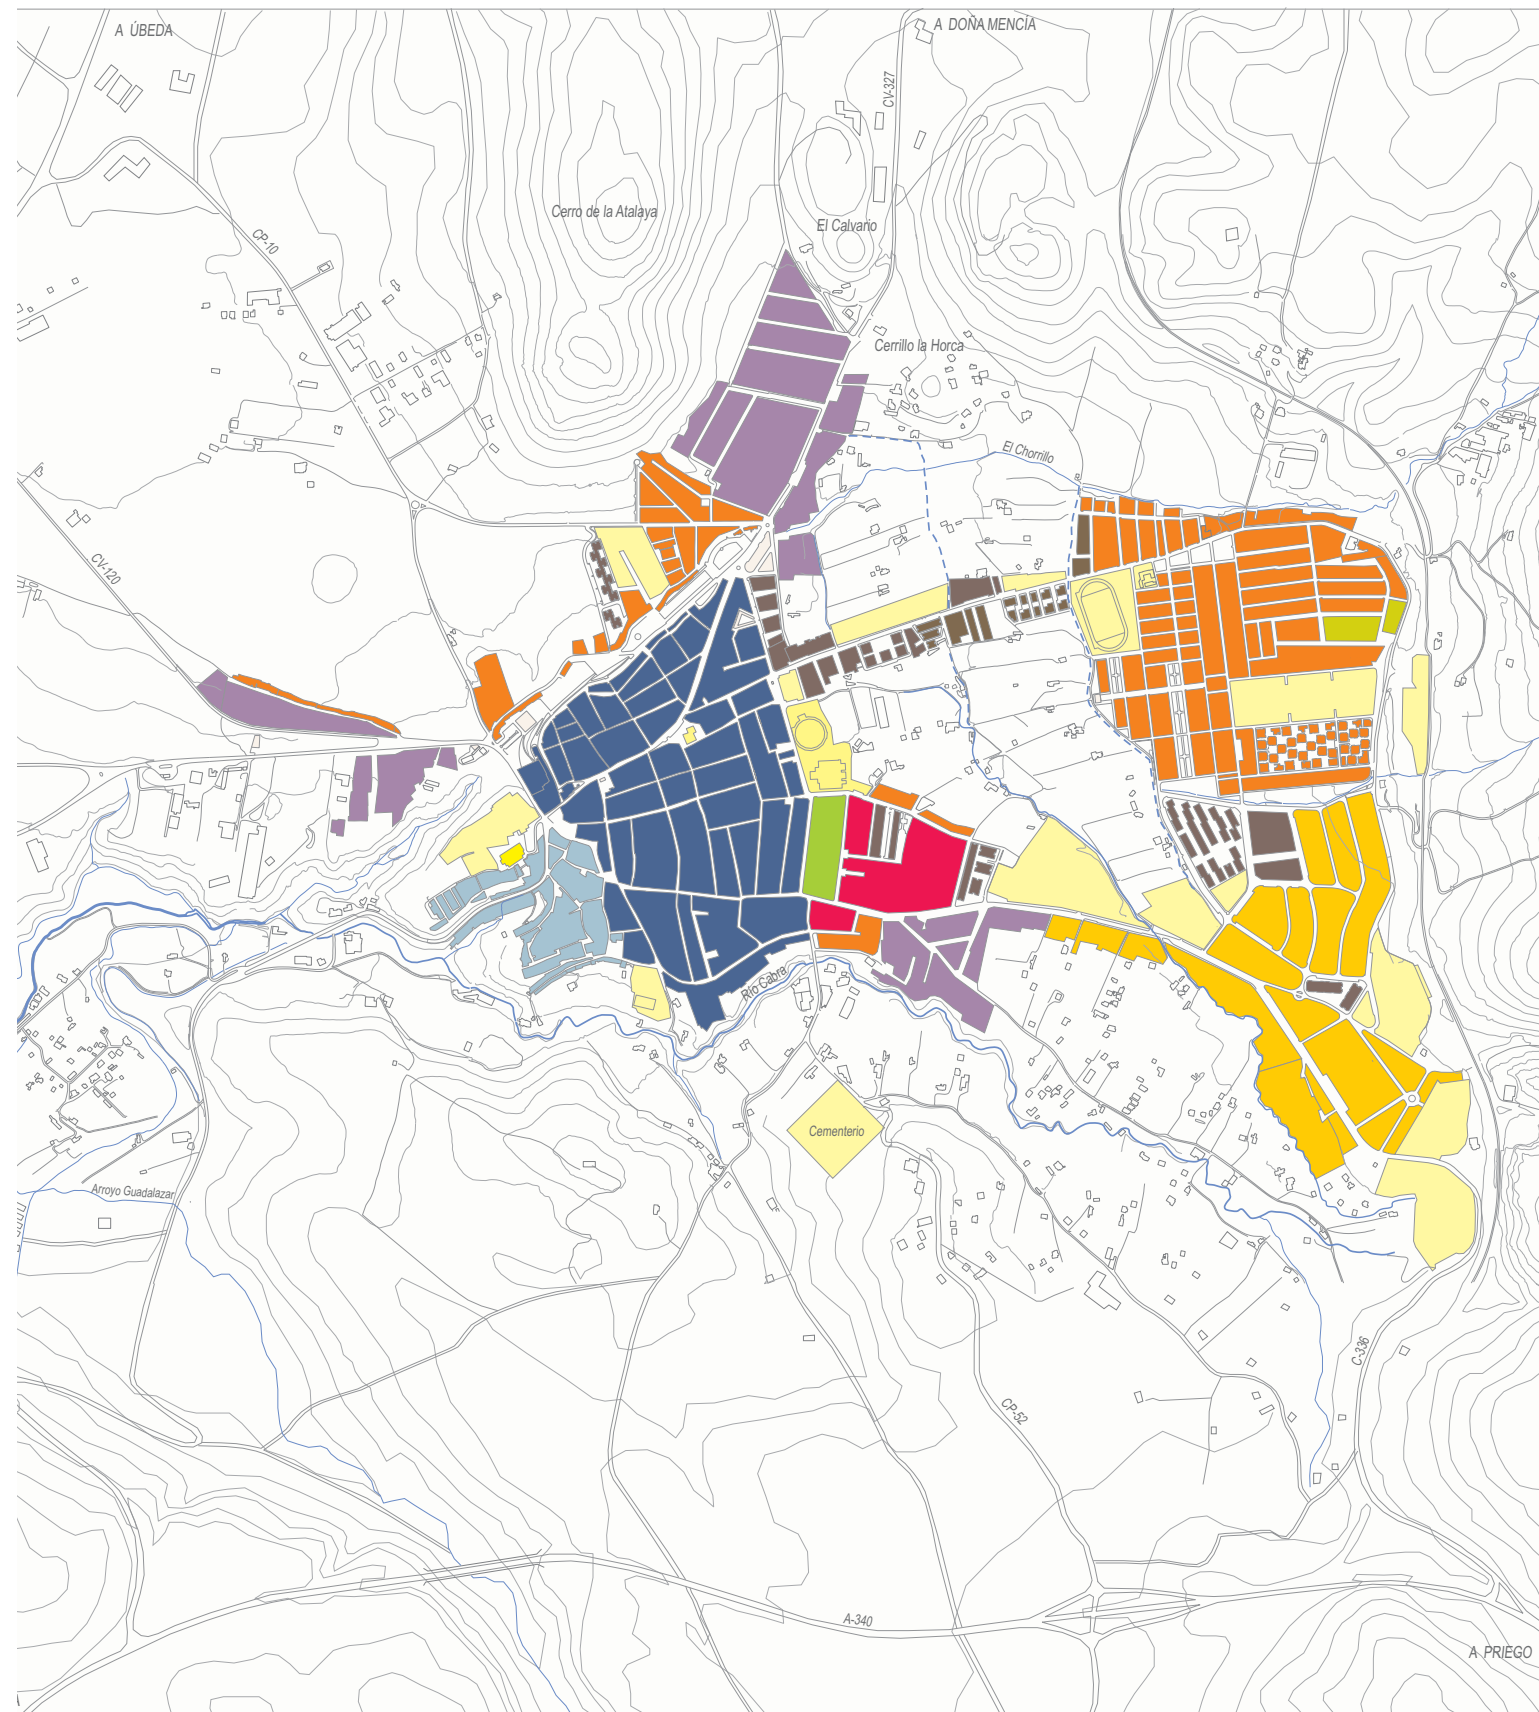 A ÚBEDA
A DOÑA MENCÍA
CV-327
Cerro de la Atalaya
El Calvario
CP-10
Cerrillo la Horca
El Chorrillo
CV-120
Río Cabra
Cementerio
Arroyo Guadalazar
C-336
CP-52
A-340
A PRIEGO